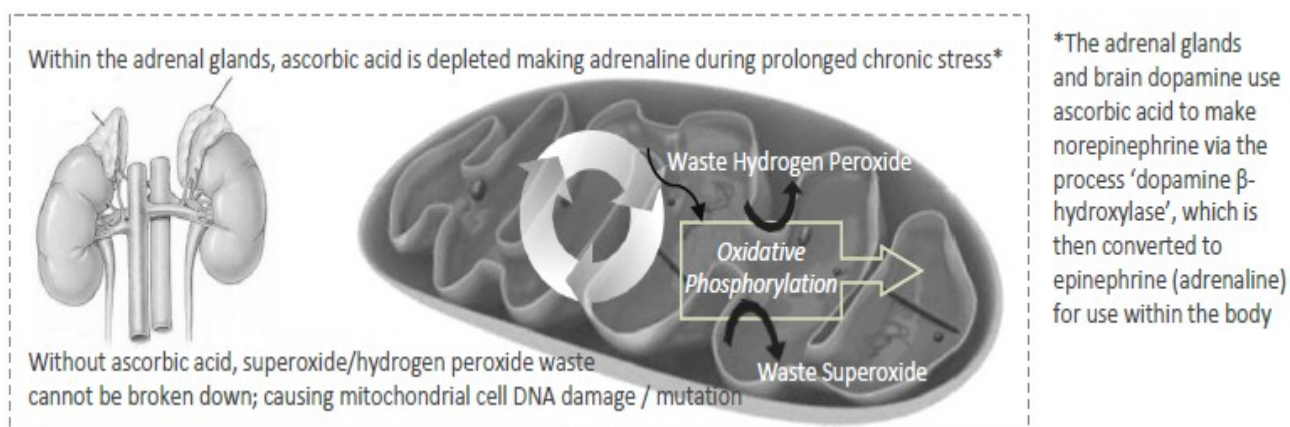 Within the adrenal glands, ascorbic acid is depleted making adrenaline during prolonged chronic stress*
Waste Hydrogen Peroxide
Oxidative
Phosphorylation
Waste Superoxide
Without ascorbic acid, superoxide/hydrogen peroxide waste
cannot be broken down; causing mitochondrial cell DNA damage / mutation
*The adrenal glands
and brain dopamine use
ascorbic acid to make
norepinephrine via the
process ‘dopamine β-
hydroxylase’, which is
then converted to
epinephrine (adrenaline)
for use within the body